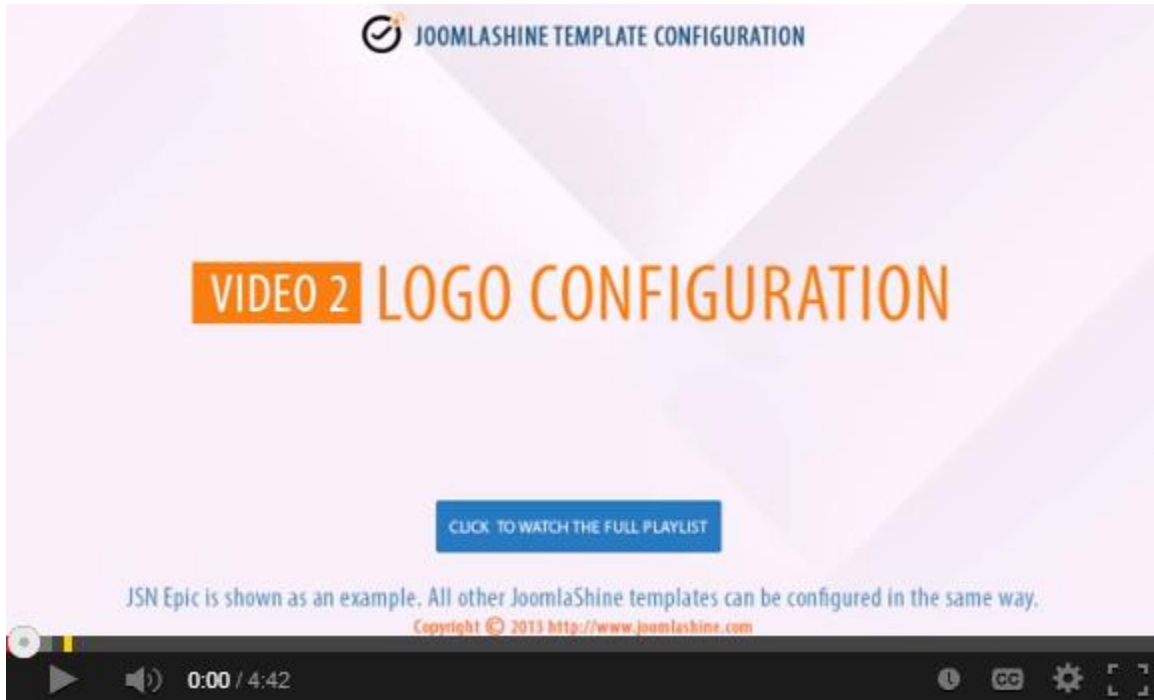 JOOMLASHINE TEMPLATE CONFIGURATION
VIDEO 2 LOGO CONFIGURATION
CLICK TO WATCH THE FULL PLAYLIST
JSN Epic is shown as an example. All other JoomlaShine templates can be configured in the same way.
Copyright © 2013 http://www.joomlashine.com
0:00 / 4:42 CC